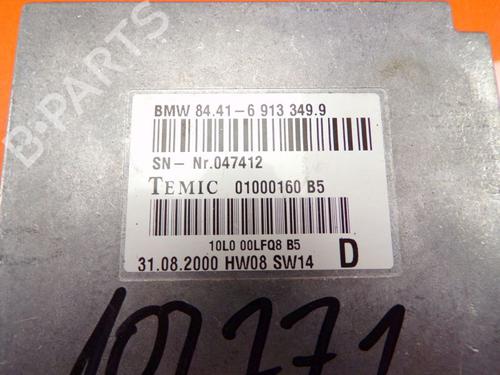 B-PARTS
BMW 84.41-6 913 349.9
SN- Nr.047412
TEMIC 01000160 B5
10L0 00LFQ8 B5
31.08.2000 HW08 SW14 D
102771